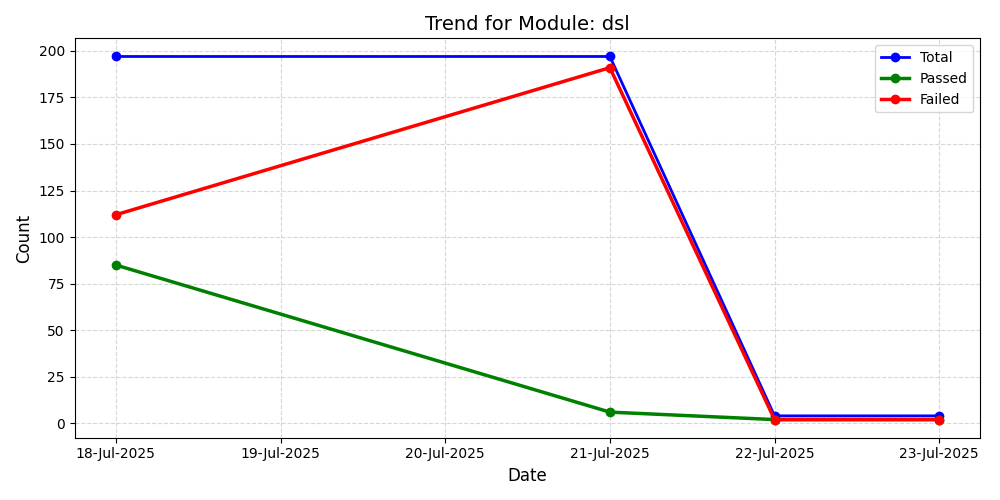 Trend for Module: dsl
Total
Passed
Failed
200
175
150
125
100
75
50
25
0
Count
18-Jul-2025 19-Jul-2025 20-Jul-2025 21-Jul-2025 22-Jul-2025 23-Jul-2025
Date